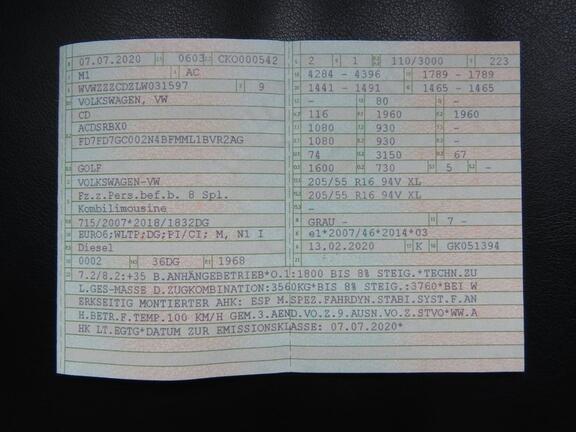 07.07.2020 0603 CKO000542
M1 AC
WVWZZZCDZLW031597 9
VOLKSWAGEN, VW
CD
ACDSRBX0
FD7FD7GC002N4BFMML1BVR2AG
GOLF
VOLKSWAGEN-VW
Fz.z.Pers.bef.b. 8 Spl.
Kombilimousine
715/2007*2018/1832DG
EURO6;WLTP;DG;PI/CI; M, N1 I
Diesel
0002 36DG 1968
2 1 110/3000 223
4284 - 4396 1789 - 1789
1441 - 1491 1465 - 1465
- 80 -
116 1960 1960
1080 930 -
1080 930 -
74 3150 67
1600 730 5 -
205/55 R16 94V XL
205/55 R16 94V XL
-
GRAU - 7 -
e1*2007/46*2014*03
13.02.2020 K GK051394
7.2/8.2:+35 B.ANHÄNGEBETRIEB*O.1:1800 BIS 8% STEIG.*TECHN.ZU
L.GES-MASSE D.ZUGKOMBINATION:3560KG*BIS 8% STEIG.:3760*BEI W
ERKSEITIG MONTIERTER AHK: ESP M.SPEZ.FAHRDYN.STABI.SYST.F.AN
H.BETR.F.TEMP.100 KM/H GEM.3.AEND.VO.Z.9.AUSN.VO.Z.STVO*WW.A
HK LT.EGTG*DATUM ZUR EMISSIONSKLASSE: 07.07.2020*